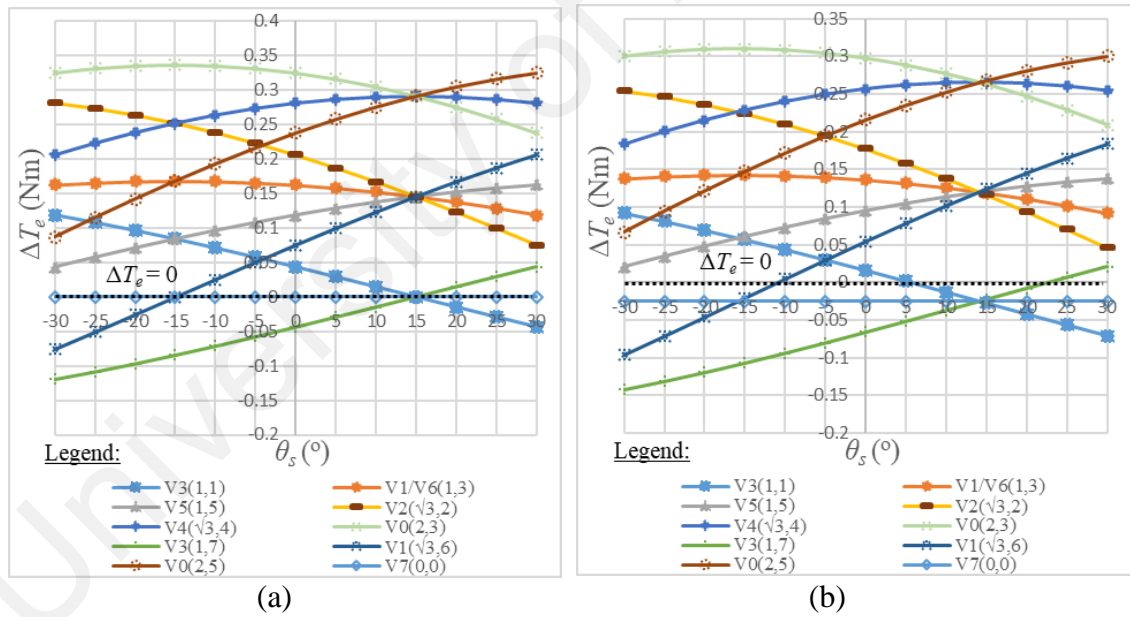 University of
0.4
0.35
0.3
0.25
0.2
0.15
0.1
0.05
0
-0.05
-0.1
-0.15
-0.2
ΔTₑ (Nm)
ΔTₑ = 0
-30 -25 -20 -15 -10 -5 0 5 10 15 20 25 30
θₛ (°)
Legend:
V3(1,1) V1/V6(1,3)
V5(1,5) V2(√3,2)
V4(√3,4) V0(2,3)
V3(1,7) V1(√3,6)
V0(2,5) V7(0,0)
(a)
0.35
0.3
0.25
0.2
0.15
0.1
0.05
0
-0.05
-0.1
-0.15
-0.2
ΔTₑ (Nm)
ΔTₑ = 0
-30 -25 -20 -15 -10 -5 0 5 10 15 20 25 30
θₛ (°)
Legend:
V3(1,1) V1/V6(1,3)
V5(1,5) V2(√3,2)
V4(√3,4) V0(2,3)
V3(1,7) V1(√3,6)
V0(2,5) V7(0,0)
(b)